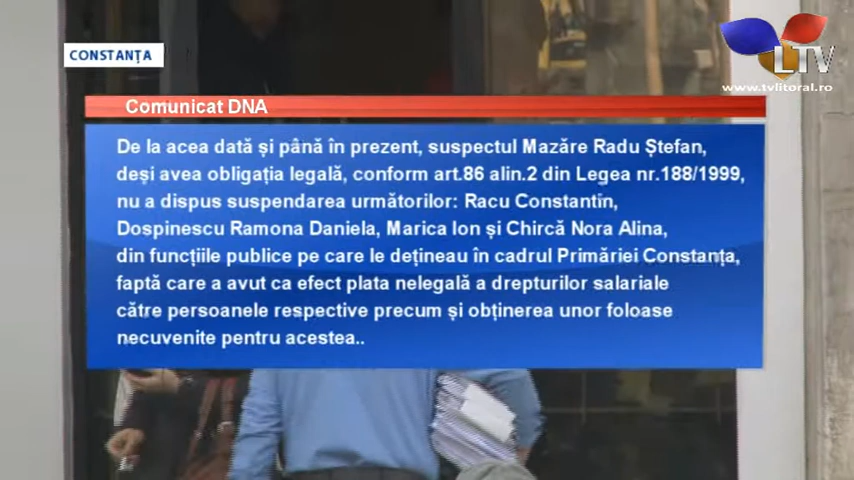 CONSTANȚA
LTV
www.tvlitoral.ro
Comunicat DNA
De la acea dată și până în prezent, suspectul Mazăre Radu Ștefan,
deși avea obligația legală, conform art.86 alin.2 din Legea nr.188/1999,
nu a dispus suspendarea următorilor: Racu Constantin,
Dospinescu Ramona Daniela, Marica Ion și Chircă Nora Alina,
din funcțiile publice pe care le dețineau în cadrul Primăriei Constanța,
faptă care a avut ca efect plata nelegală a drepturilor salariale
către persoanele respective precum și obținerea unor foloase
necuvenite pentru acestea..